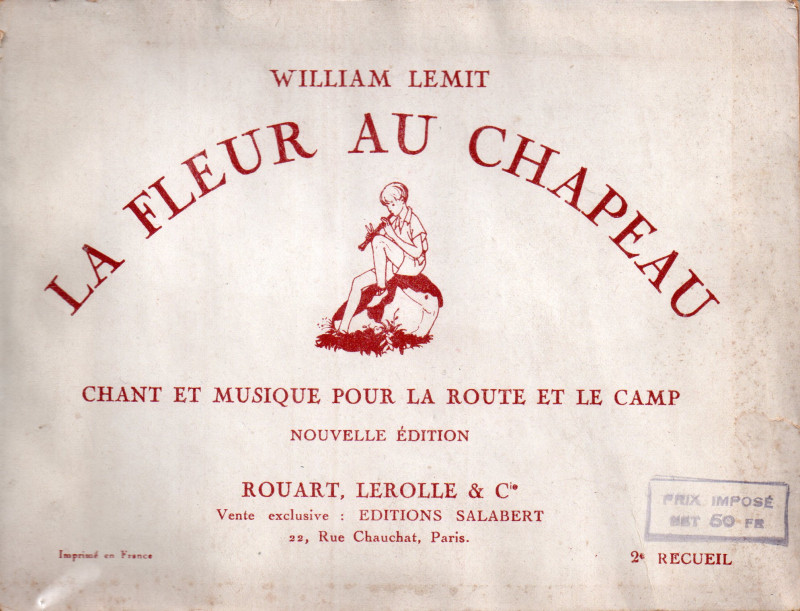 WILLIAM LEMIT
LA FLEUR AU CHAPEAU
CHANT ET MUSIQUE POUR LA ROUTE ET LE CAMP
NOUVELLE ÉDITION
ROUART, LEROLLE & Cie
Vente exclusive : EDITIONS SALABERT
22, Rue Chauchat, Paris.
PRIX IMPOSÉ
NET 50 FR
Imprimé en France
2e RECUEIL